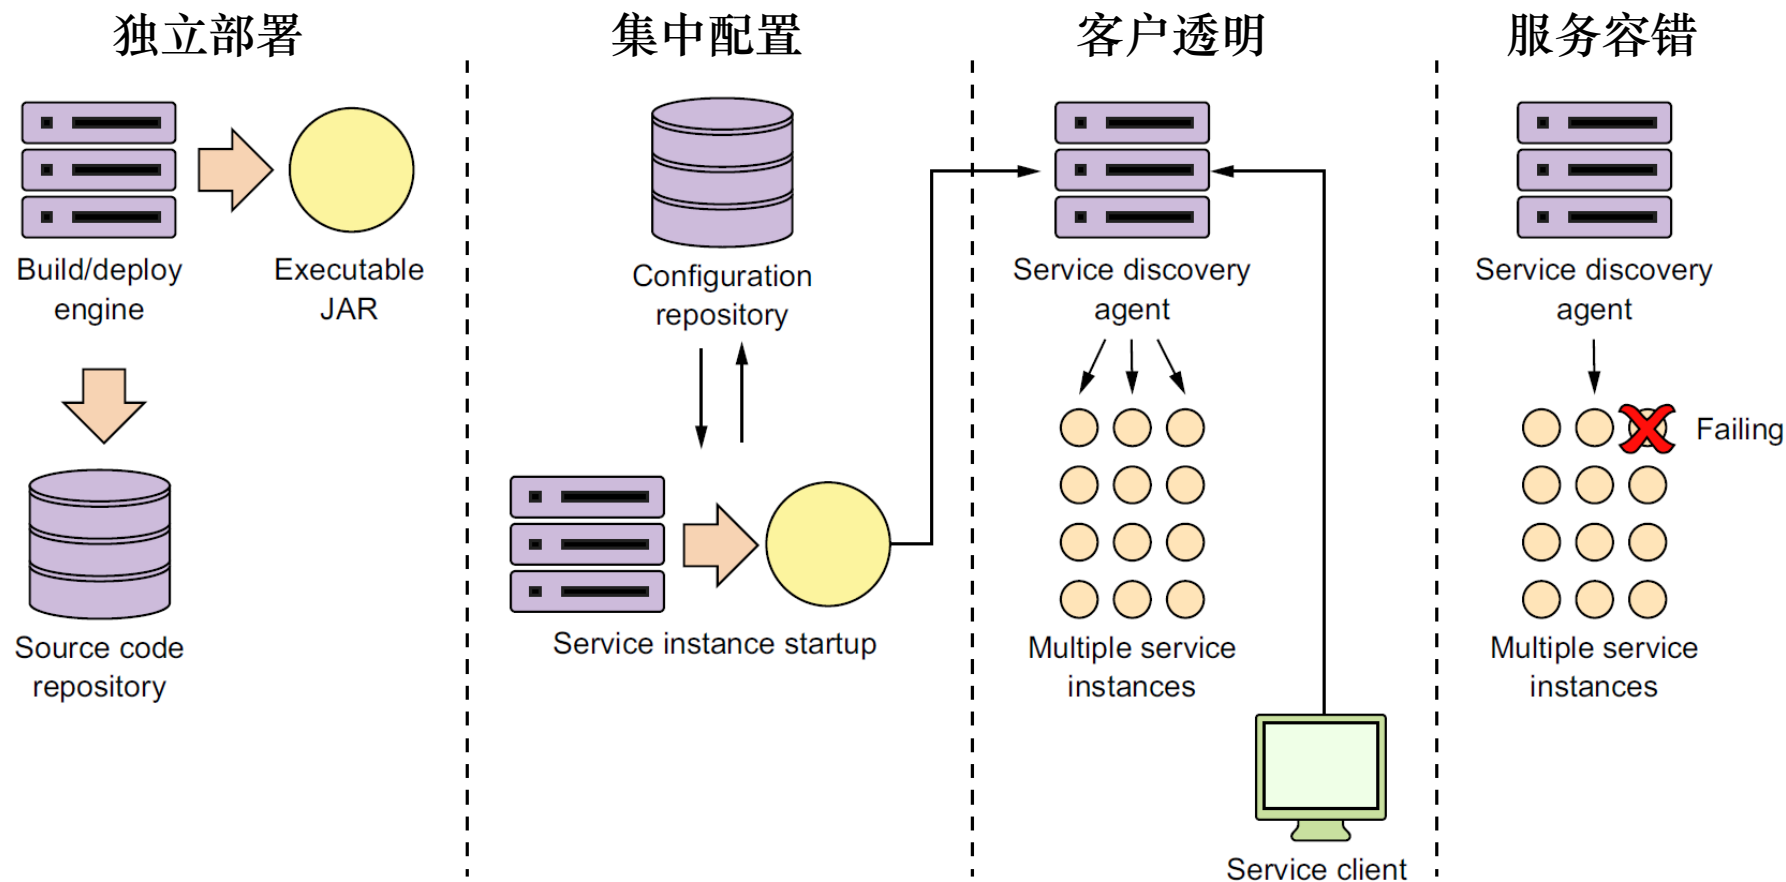 独立部署
集中配置
客户透明
服务容错
Build/deploy
engine
Executable
JAR
Source code
repository
Configuration
repository
Service instance startup
Service discovery
agent
Multiple service
instances
Service client
Service discovery
agent
Failing
Multiple service
instances